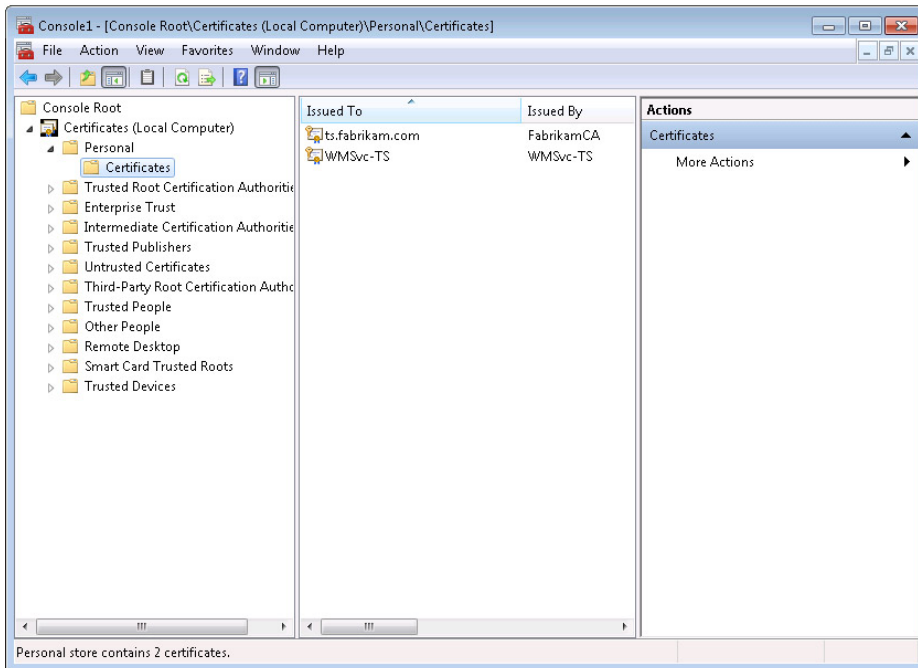 Console1 - [Console Root\Certificates (Local Computer)\Personal\Certificates]
File Action View Favorites Window Help
Console Root
Certificates (Local Computer)
Personal
Certificates
Trusted Root Certification Authoritie
Enterprise Trust
Intermediate Certification Authoritie
Trusted Publishers
Untrusted Certificates
Third-Party Root Certification Autho
Trusted People
Other People
Remote Desktop
Smart Card Trusted Roots
Trusted Devices
Issued To Issued By
ts.fabrikam.com FabrikamCA
WMSvc-TS WMSvc-TS
Actions
Certificates
More Actions
Personal store contains 2 certificates.